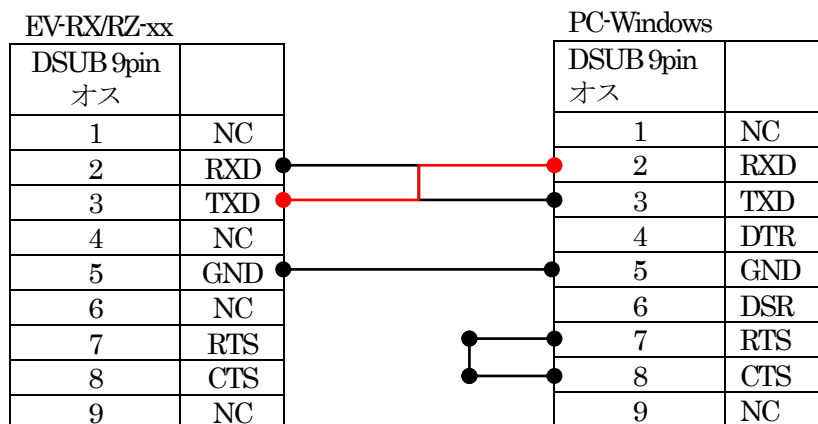 EV-RX/RZ-xx
DSUB 9pin
オス
1 NC
2 RXD
3 TXD
4 NC
5 GND
6 NC
7 RTS
8 CTS
9 NC
PC-Windows
DSUB 9pin
オス
1 NC
2 RXD
3 TXD
4 DTR
5 GND
6 DSR
7 RTS
8 CTS
9 NC